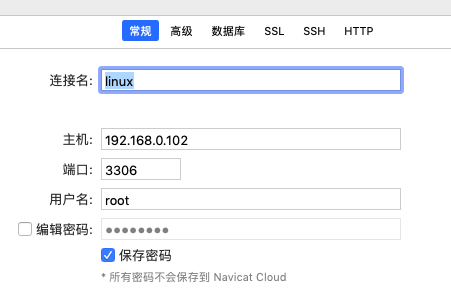 常规 高级 数据库 SSL SSH HTTP
连接名: linux
主机: 192.168.0.102
端口: 3306
用户名: root
编辑密码: ●●●●●●●●
保存密码
* 所有密码不会保存到 Navicat Cloud